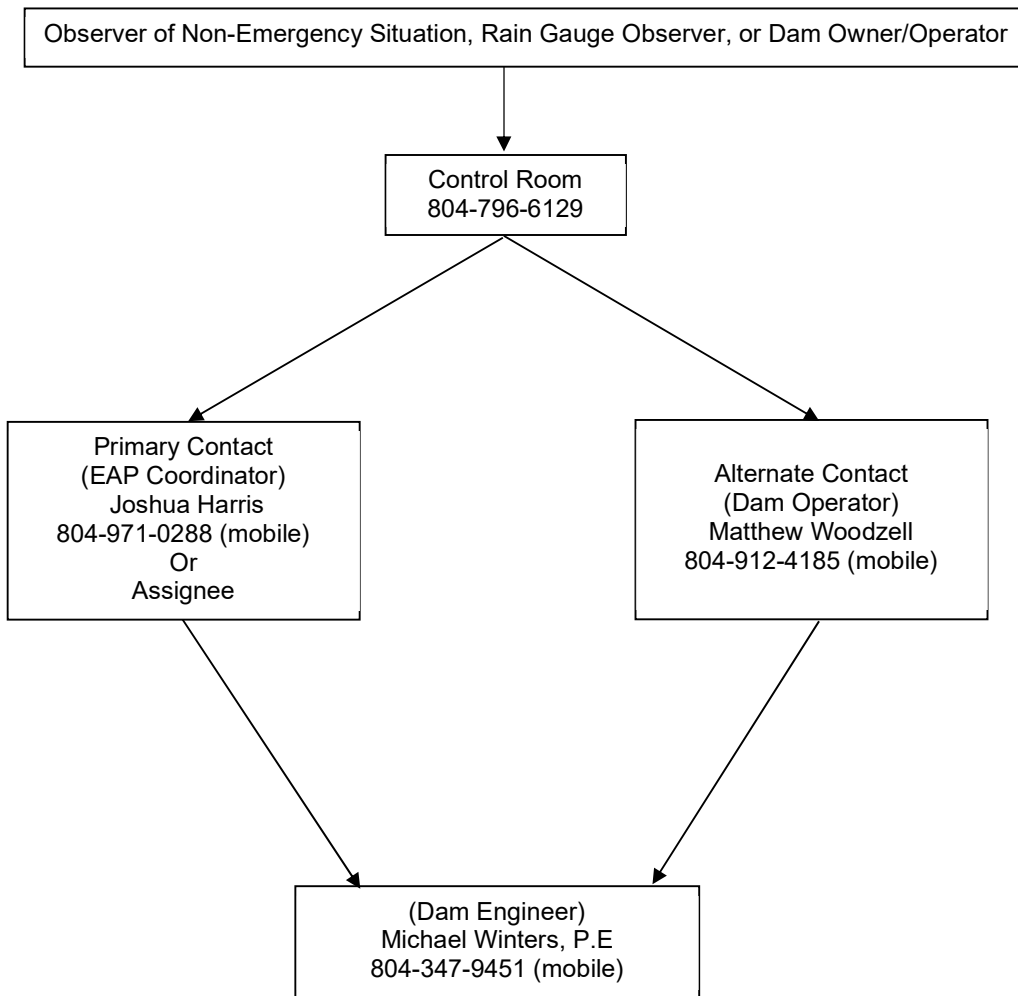 Observer of Non-Emergency Situation, Rain Gauge Observer, or Dam Owner/Operator
Control Room
804-796-6129
Primary Contact
(EAP Coordinator)
Joshua Harris
804-971-0288 (mobile)
Or
Assignee
Alternate Contact
(Dam Operator)
Matthew Woodzell
804-912-4185 (mobile)
(Dam Engineer)
Michael Winters, P.E
804-347-9451 (mobile)